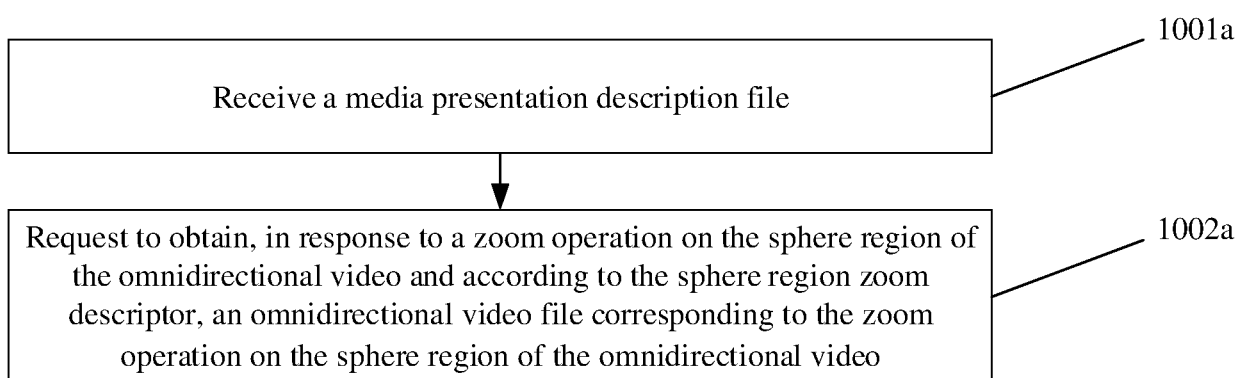 1001a
Receive a media presentation description file
1002a
Request to obtain, in response to a zoom operation on the sphere region of
the omnidirectional video and according to the sphere region zoom
descriptor, an omnidirectional video file corresponding to the zoom
operation on the sphere region of the omnidirectional video